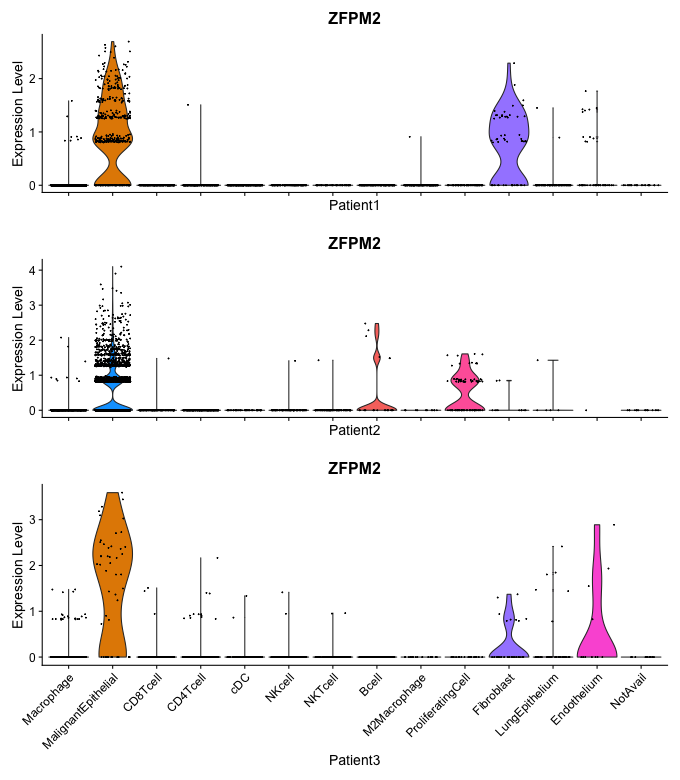 ZFPM2
Expression Level
2
1
0
Patient1
ZFPM2
Expression Level
4
3
2
1
0
Patient2
ZFPM2
Expression Level
3
2
1
0
Macrophage
MalignantEpithelial
CD8Tcell
CD4Tcell
cDC
NKcell
NKTcell
Bcell
M2Macrophage
ProliferatingCell
Fibroblast
LungEpithelium
Endothelium
NotAvail
Patient3